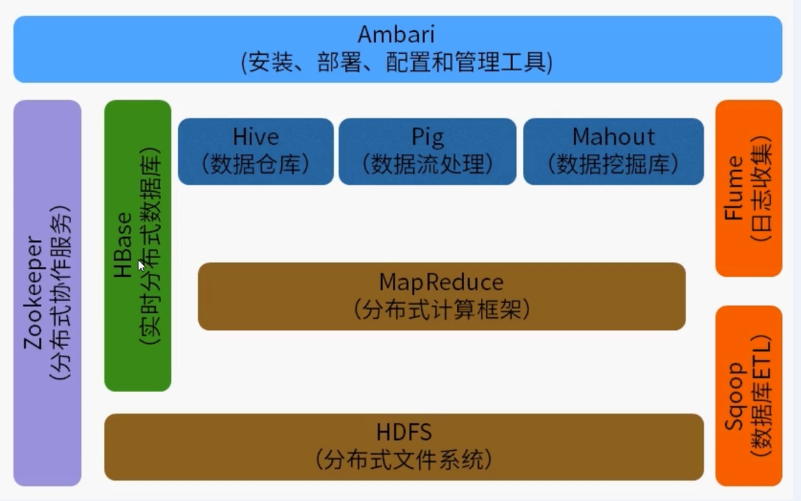 Ambari
(安装、部署、配置和管理工具)
Zookeeper
(分布式协作服务)
HBase
(实时分布式数据库)
Hive
(数据仓库)
Pig
(数据流处理)
Mahout
(数据挖掘库)
Flume
(日志收集)
MapReduce
(分布式计算框架)
Sqoop
(数据库ETL)
HDFS
(分布式文件系统)